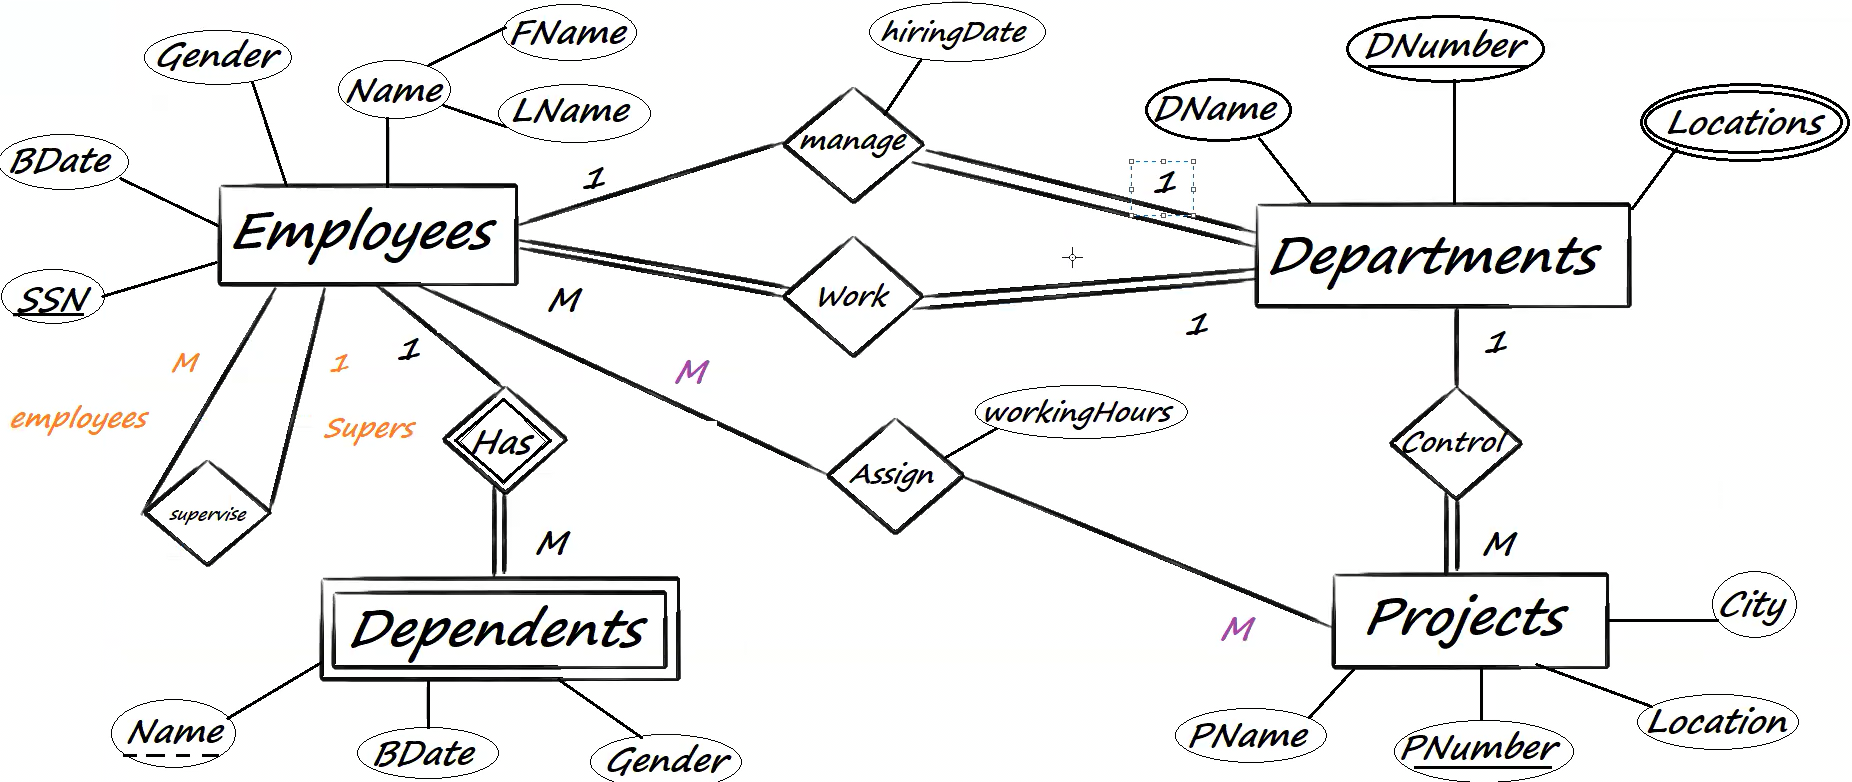 FName
hiringDate
DNumber
Gender
Name
LName
DName
Locations
manage
BDate
1
1
Employees
Departments
SSN
M
Work
1
1
M
1
1
M
employees
Supers
Has
workingHours
Control
Assign
supervise
M
M
Dependents
M
Projects
City
Name
BDate
Gender
PName
PNumber
Location